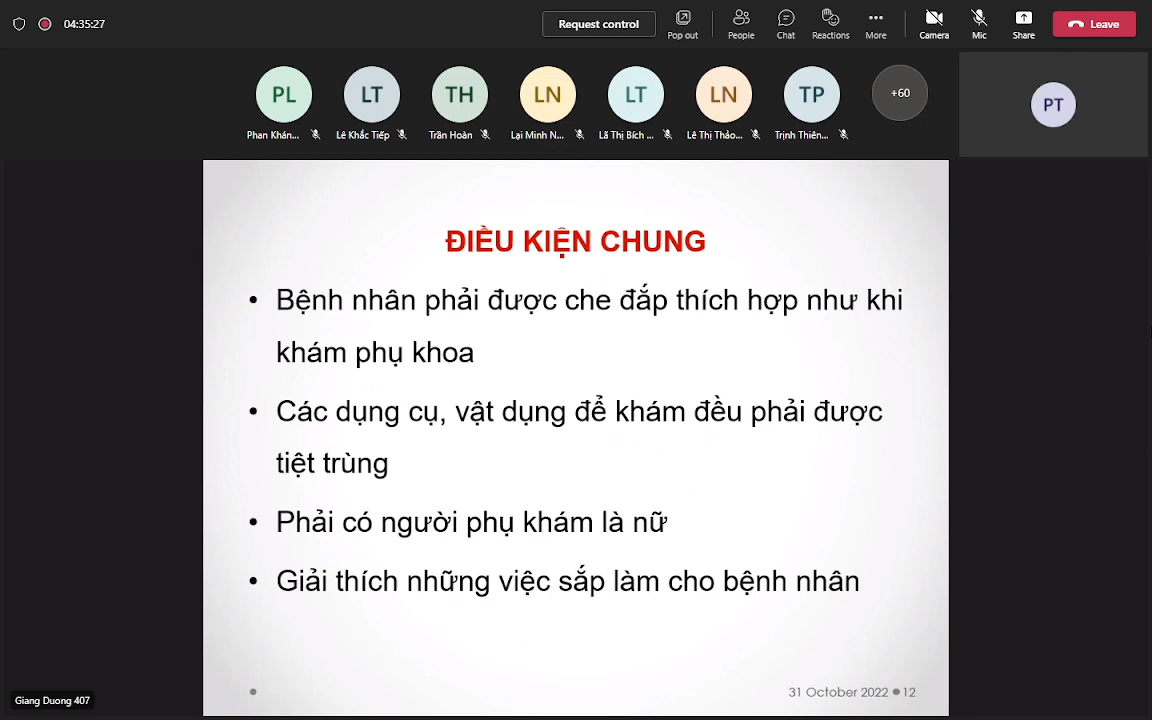 04:35:27
Request control
Pop out
People
Chat
Reactions
More
Camera
Mic
Share
Leave
PL
LT
TH
LN
LT
LN
TP
+60
PT
Phan Khán...
Lê Khắc Tiếp
Trần Hoàn
Lại Minh N...
Lã Thị Bích ...
Lê Thị Thảo...
Trịnh Thiên...
ĐIỀU KIỆN CHUNG
• Bệnh nhân phải được che đắp thích hợp như khi
khám phụ khoa
• Các dụng cụ, vật dụng để khám đều phải được
tiệt trùng
• Phải có người phụ khám là nữ
• Giải thích những việc sắp làm cho bệnh nhân
31 October 2022 ● 12
Giang Duong 407